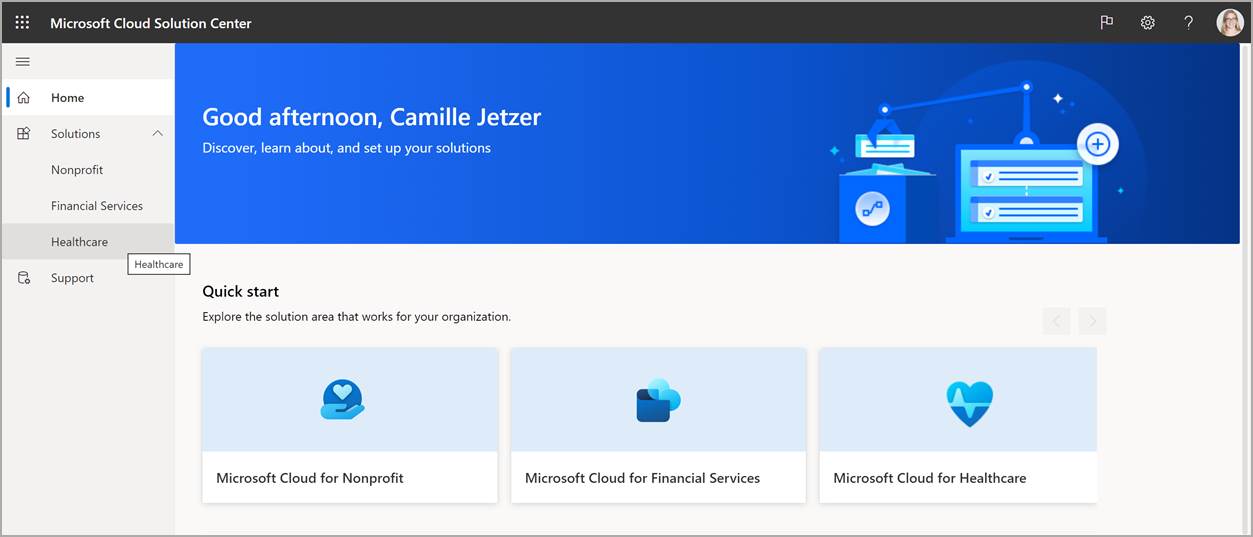 Microsoft Cloud Solution Center
Home
Solutions
Nonprofit
Financial Services
Healthcare
Healthcare
Support
Good afternoon, Camille Jetzer
Discover, learn about, and set up your solutions
Quick start
Explore the solution area that works for your organization.
Microsoft Cloud for Nonprofit
Microsoft Cloud for Financial Services
Microsoft Cloud for Healthcare